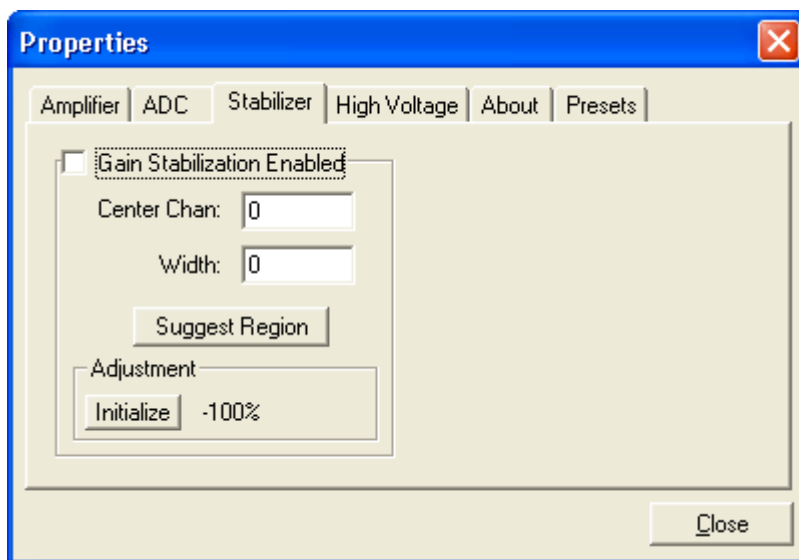 Properties
Amplifier ADC Stabilizer High Voltage About Presets
Gain Stabilization Enabled
Center Chan: 0
Width: 0
Suggest Region
Adjustment
Initialize -100%
Close